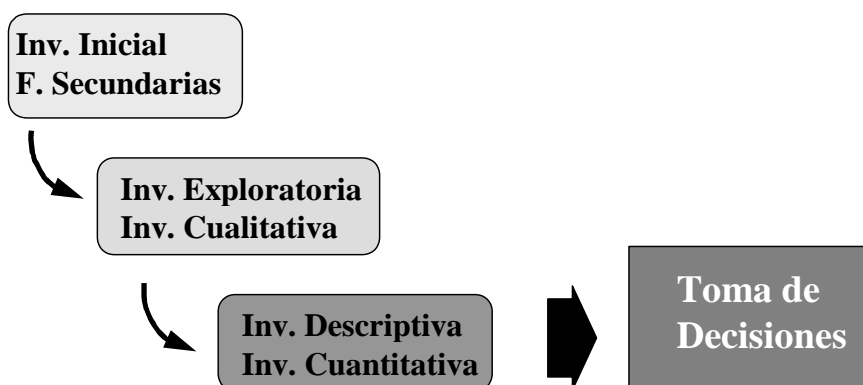 Inv. Inicial
F. Secundarias
Inv. Exploratoria
Inv. Cualitativa
Inv. Descriptiva
Inv. Cuantitativa
Toma de
Decisiones